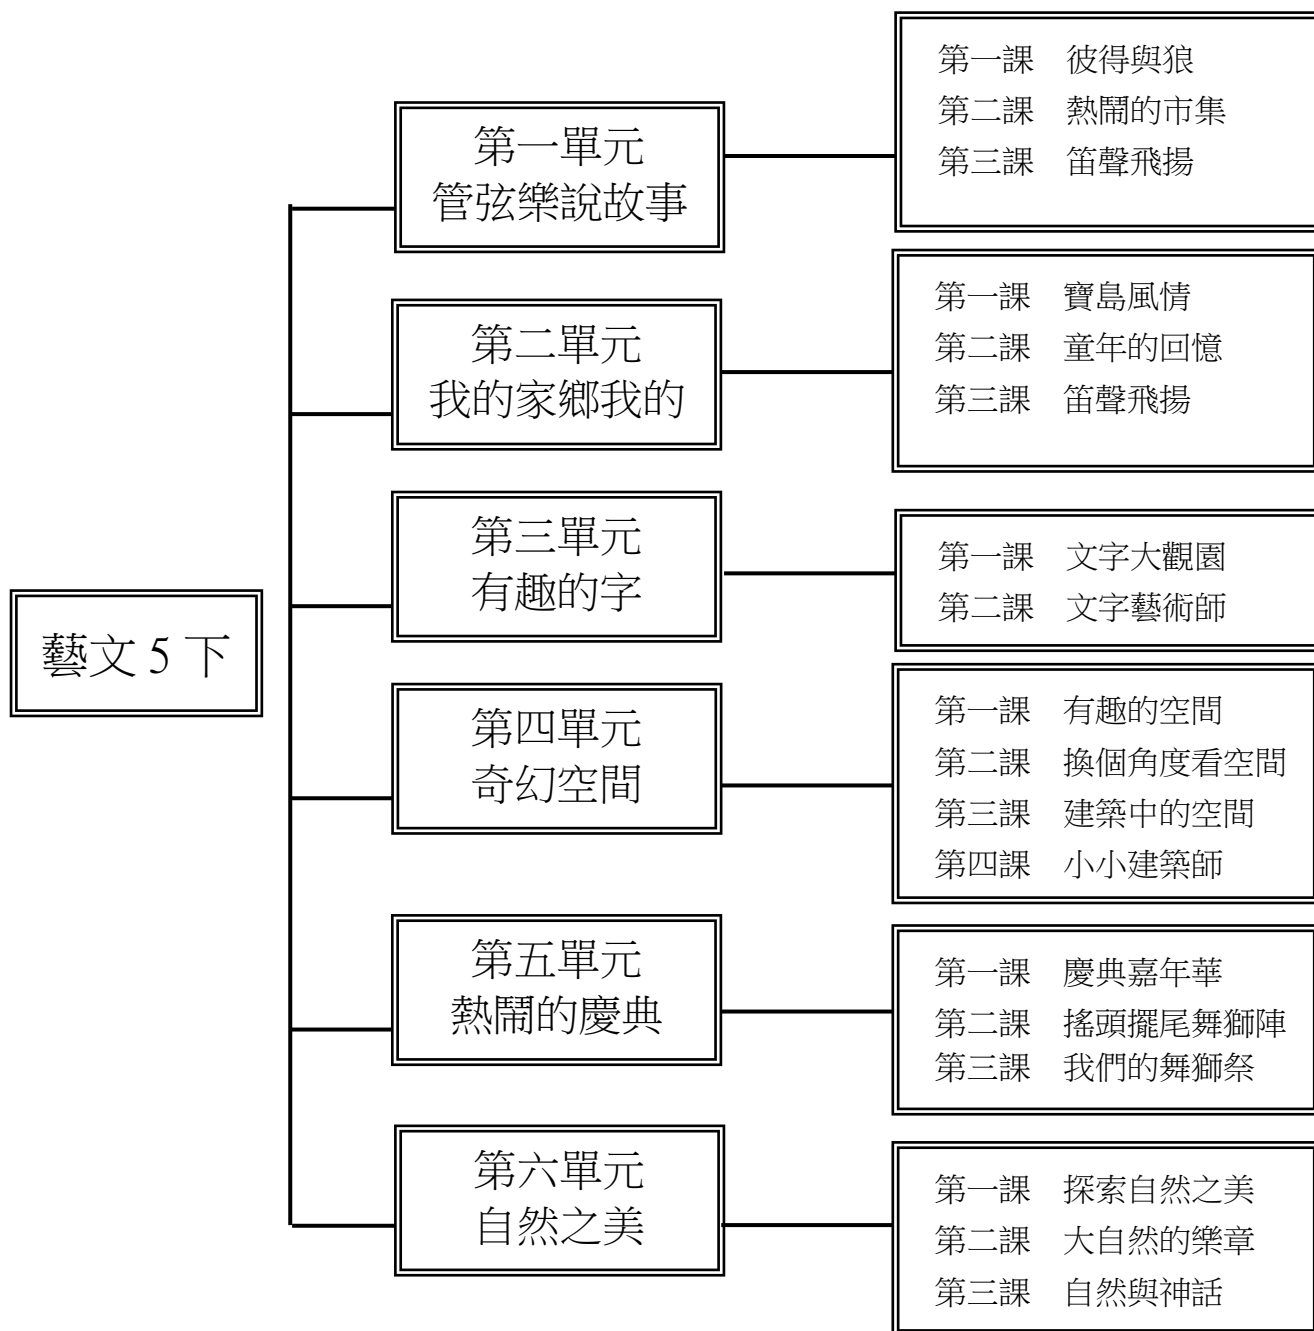 藝文 5 下
第一單元
管弦樂說故事
第一課　彼得與狼
第二課　熱鬧的市集
第三課　笛聲飛揚
第二單元
我的家鄉我的
第一課　寶島風情
第二課　童年的回憶
第三課　笛聲飛揚
第三單元
有趣的字
第一課　文字大觀園
第二課　文字藝術師
第四單元
奇幻空間
第一課　有趣的空間
第二課　換個角度看空間
第三課　建築中的空間
第四課　小小建築師
第五單元
熱鬧的慶典
第一課　慶典嘉年華
第二課　搖頭擺尾舞獅陣
第三課　我們的舞獅祭
第六單元
自然之美
第一課　探索自然之美
第二課　大自然的樂章
第三課　自然與神話